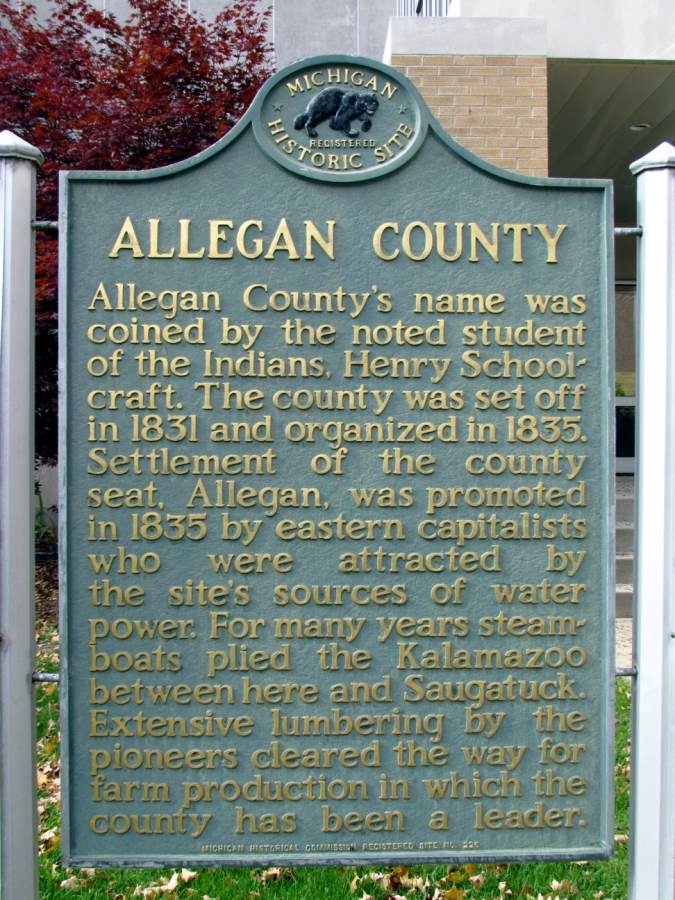 MICHIGAN
REGISTERED
HISTORIC SITE
ALLEGAN COUNTY
Allegan County's name was
coined by the noted student
of the Indians, Henry School-
craft. The county was set off
in 1831 and organized in 1835.
Settlement of the county
seat, Allegan, was promoted
in 1835 by eastern capitalists
who were attracted by
the site's sources of water
power. For many years steam-
boats plied the Kalamazoo
between here and Saugatuck.
Extensive lumbering by the
pioneers cleared the way for
farm production in which the
county has been a leader.
MICHIGAN HISTORICAL COMMISSION REGISTERED SITE NO. 225